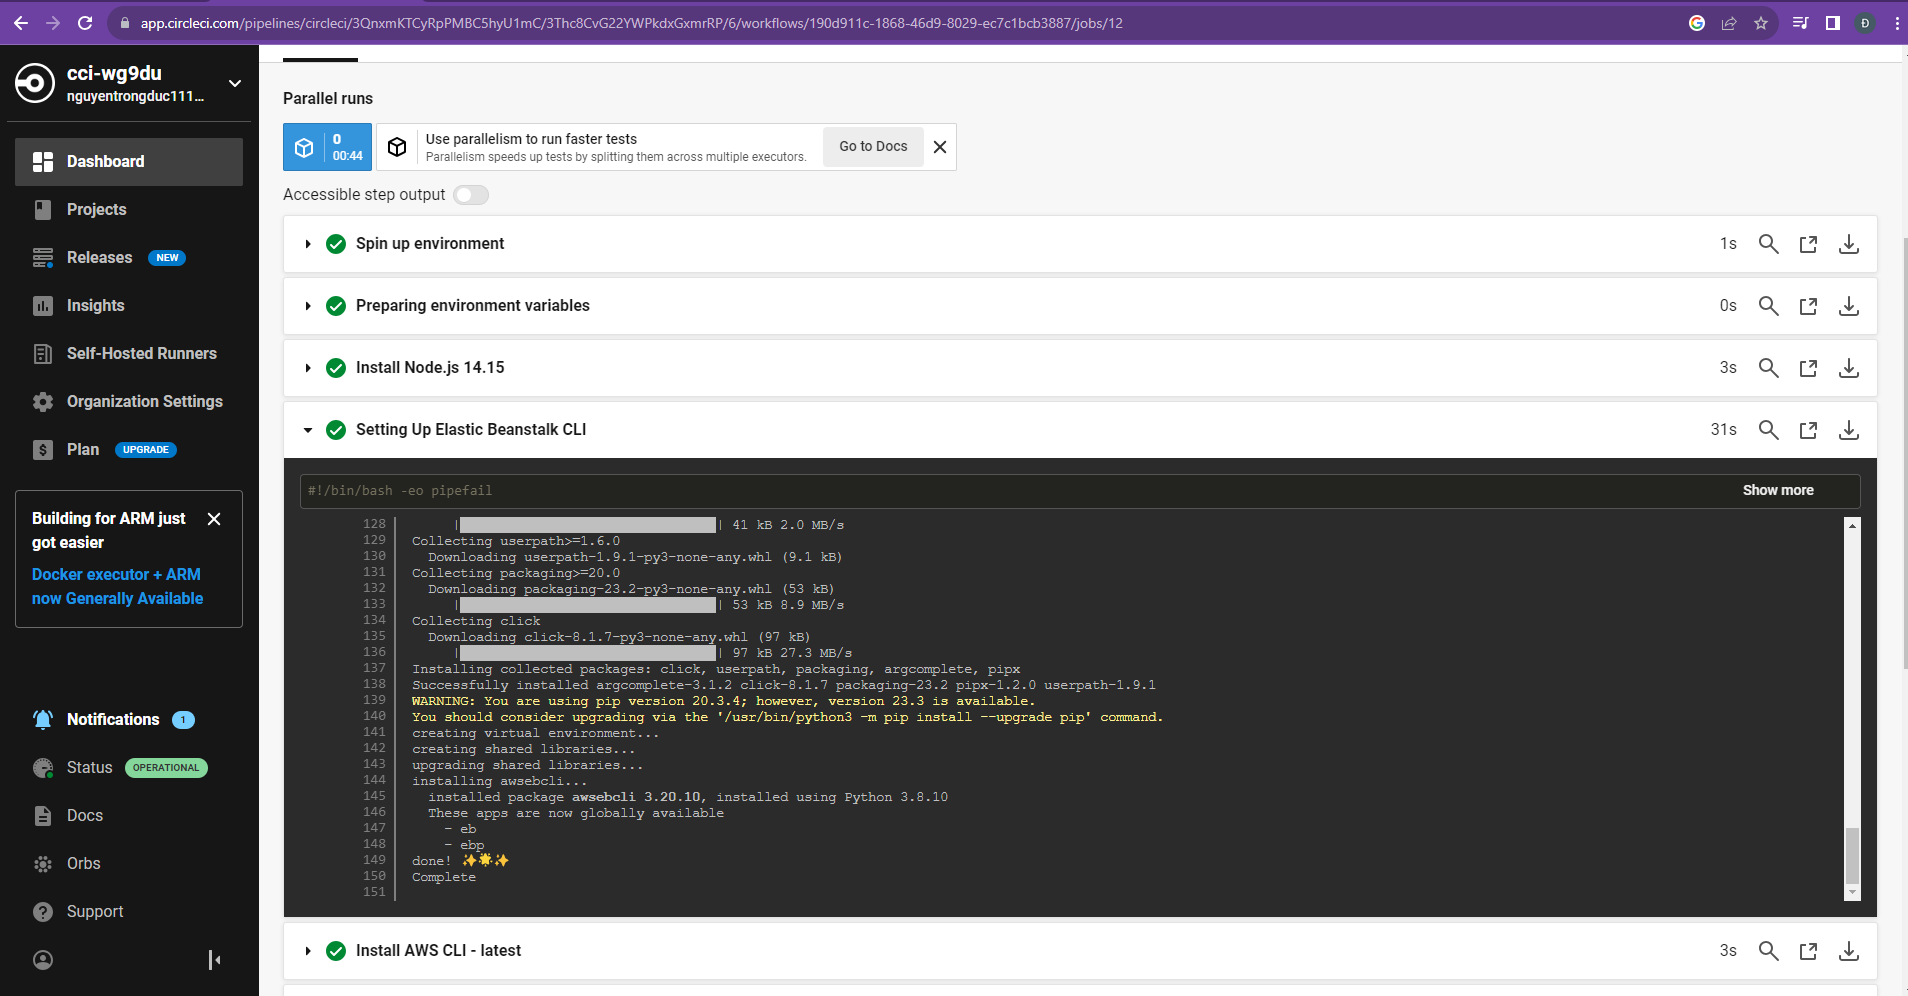 app.circleci.com/pipelines/circleci/3QnxmKTCyRpPMBC5hyU1mC/3Thc8CvG22YWPkdxGxmrRP/6/workflows/190d911c-1868-46d9-8029-ec7c1bcb3887/jobs/12
Đ
cci-wg9du
nguyentrongduc111...
Dashboard
Projects
Releases NEW
Insights
Self-Hosted Runners
Organization Settings
Plan UPGRADE
Building for ARM just
got easier
Docker executor + ARM
now Generally Available
Notifications 1
Status OPERATIONAL
Docs
Orbs
Support
Parallel runs
0
00:44
Use parallelism to run faster tests
Parallelism speeds up tests by splitting them across multiple executors.
Go to Docs
Accessible step output
Spin up environment 1s
Preparing environment variables 0s
Install Node.js 14.15 3s
Setting Up Elastic Beanstalk CLI 31s
#!/bin/bash -eo pipefail Show more
128 | | 41 kB 2.0 MB/s
129 Collecting userpath>=1.6.0
130 Downloading userpath-1.9.1-py3-none-any.whl (9.1 kB)
131 Collecting packaging>=20.0
132 Downloading packaging-23.2-py3-none-any.whl (53 kB)
133 | | 53 kB 8.9 MB/s
134 Collecting click
135 Downloading click-8.1.7-py3-none-any.whl (97 kB)
136 | | 97 kB 27.3 MB/s
137 Installing collected packages: click, userpath, packaging, argcomplete, pipx
138 Successfully installed argcomplete-3.1.2 click-8.1.7 packaging-23.2 pipx-1.2.0 userpath-1.9.1
139 WARNING: You are using pip version 20.3.4; however, version 23.3 is available.
140 You should consider upgrading via the '/usr/bin/python3 -m pip install --upgrade pip' command.
141 creating virtual environment...
142 creating shared libraries...
143 upgrading shared libraries...
144 installing awsebcli...
145 installed package awsebcli 3.20.10, installed using Python 3.8.10
146 These apps are now globally available
147 - eb
148 - ebp
149 done! ✨🌟✨
150 Complete
151
Install AWS CLI - latest 3s